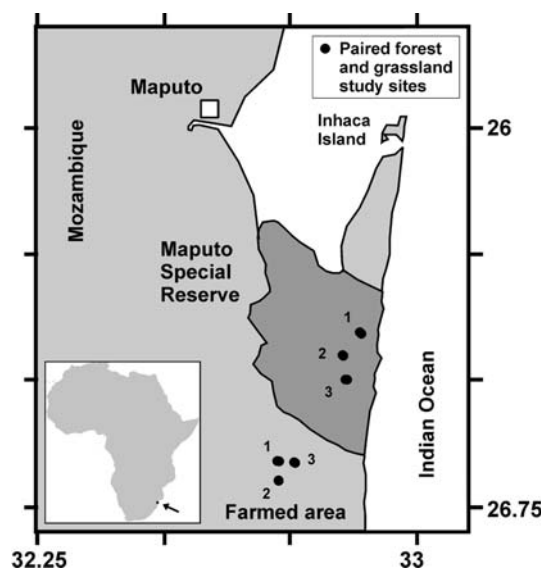 Paired forest
and grassland
study sites
Maputo
Inhaca
Island
26
Mozambique
Maputo
Special
Reserve
1
2
3
Indian Ocean
1
3
2
Farmed area
26.75
32.25
33